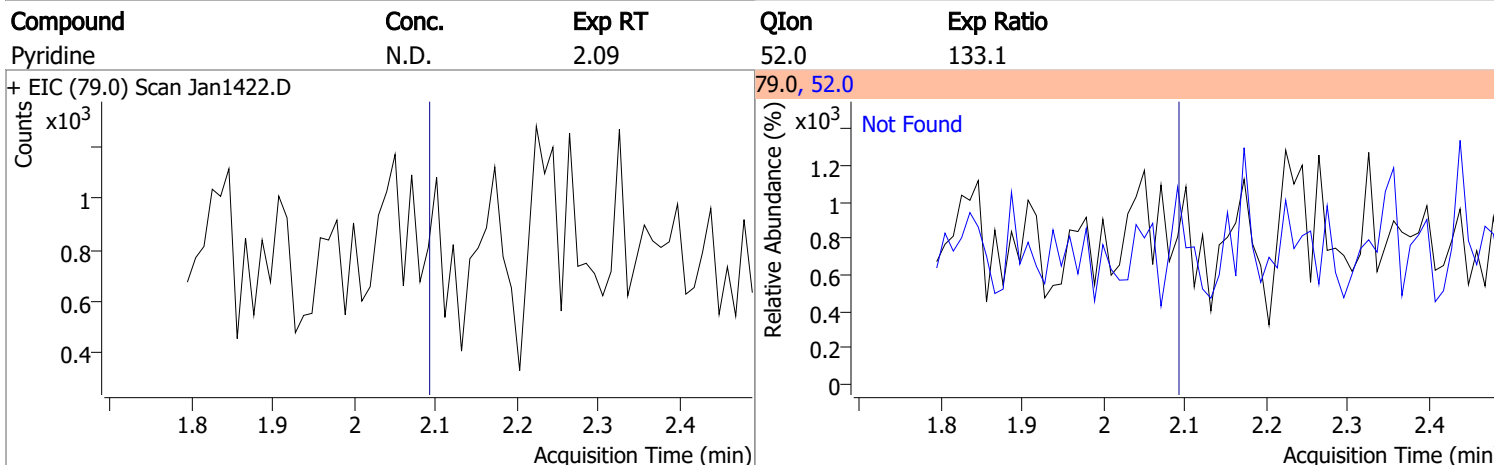 Compound Conc. Exp RT QIon Exp Ratio
Pyridine N.D. 2.09 52.0 133.1
+ EIC (79.0) Scan Jan1422.D
Counts
x10³
1
0.8
0.6
0.4
1.8 1.9 2 2.1 2.2 2.3 2.4
Acquisition Time (min)
79.0, 52.0
Relative Abundance (%)
x10³
Not Found
1.2
1
0.8
0.6
0.4
0.2
0
1.8 1.9 2 2.1 2.2 2.3 2.4
Acquisition Time (min